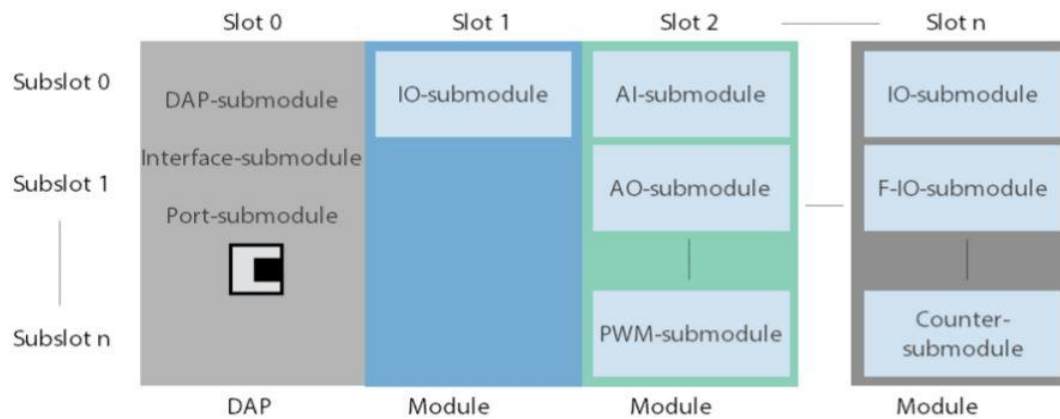 Slot 0 Slot 1 Slot 2 Slot n
Subslot 0
DAP-submodule
IO-submodule
AI-submodule
IO-submodule
Interface-submodule
Subslot 1
Port-submodule
AO-submodule
F-IO-submodule
Subslot n
PWM-submodule
Counter-
submodule
DAP Module Module Module